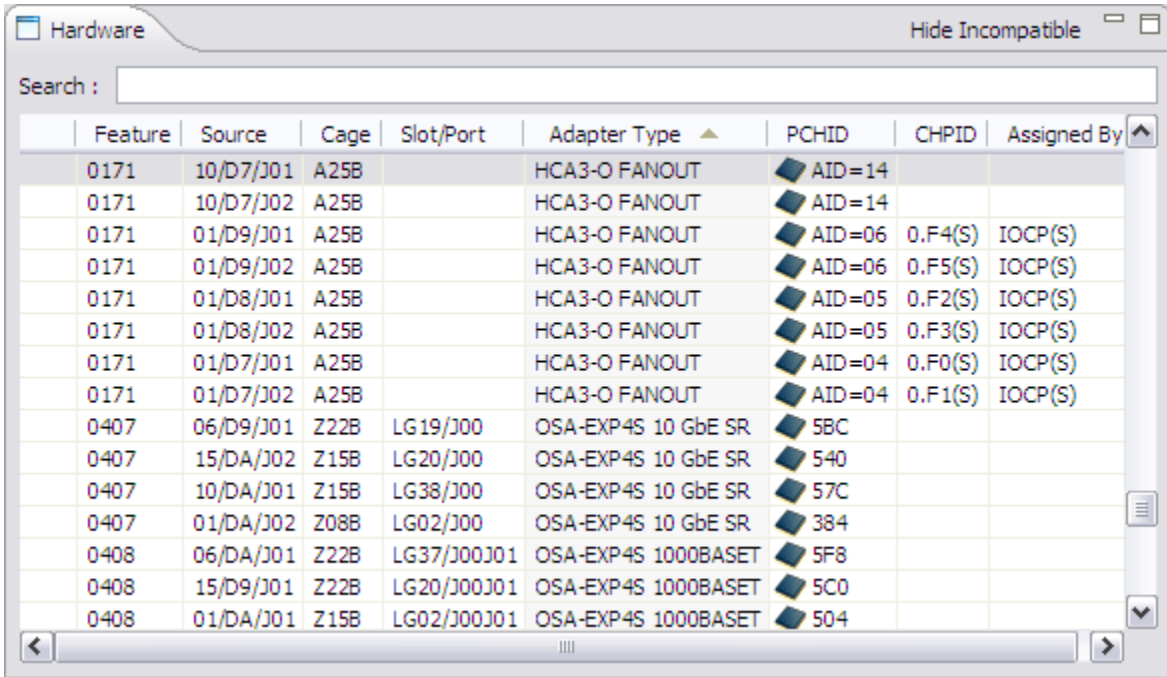 Hardware Hide Incompatible
Search :
Feature Source Cage Slot/Port Adapter Type PCHID CHPID Assigned By
0171 10/D7/J01 A25B HCA3-O FANOUT AID=14
0171 10/D7/J02 A25B HCA3-O FANOUT AID=14
0171 01/D9/J01 A25B HCA3-O FANOUT AID=06 0.F4(S) IOCP(S)
0171 01/D9/J02 A25B HCA3-O FANOUT AID=06 0.F5(S) IOCP(S)
0171 01/D8/J01 A25B HCA3-O FANOUT AID=05 0.F2(S) IOCP(S)
0171 01/D8/J02 A25B HCA3-O FANOUT AID=05 0.F3(S) IOCP(S)
0171 01/D7/J01 A25B HCA3-O FANOUT AID=04 0.F0(S) IOCP(S)
0171 01/D7/J02 A25B HCA3-O FANOUT AID=04 0.F1(S) IOCP(S)
0407 06/D9/J01 Z22B LG19/J00 OSA-EXP4S 10 GbE SR 5BC
0407 15/DA/J02 Z15B LG20/J00 OSA-EXP4S 10 GbE SR 540
0407 10/DA/J01 Z15B LG38/J00 OSA-EXP4S 10 GbE SR 57C
0407 01/DA/J02 Z08B LG02/J00 OSA-EXP4S 10 GbE SR 384
0408 06/DA/J01 Z22B LG37/J00J01 OSA-EXP4S 1000BASET 5F8
0408 15/D9/J01 Z22B LG20/J00J01 OSA-EXP4S 1000BASET 5C0
0408 01/DA/J01 Z15B LG02/J00J01 OSA-EXP4S 1000BASET 504